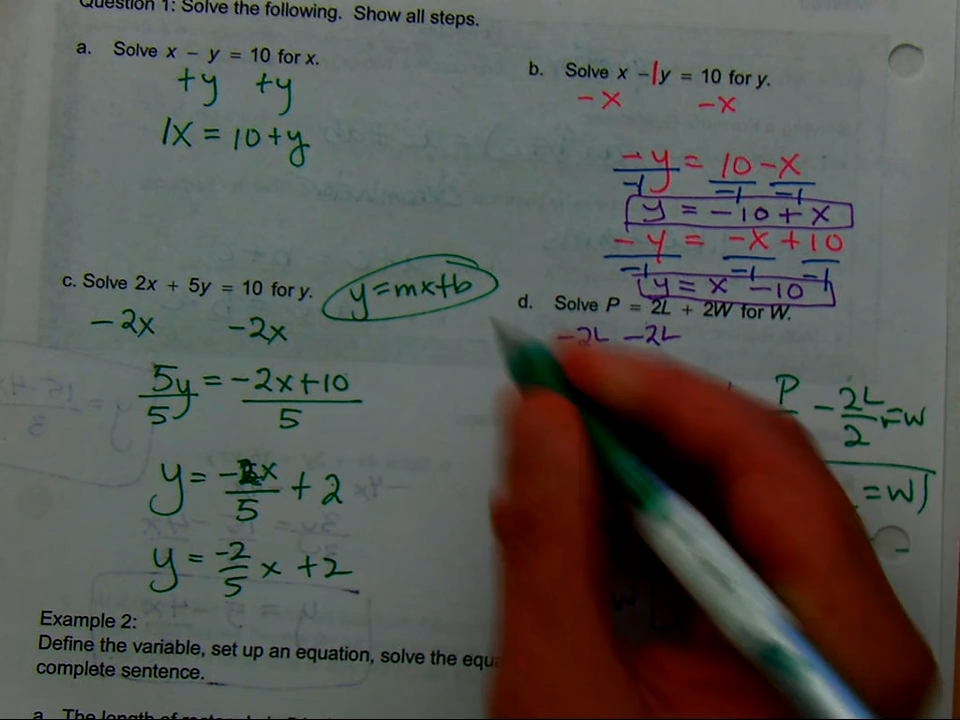 Question 1: Solve the following. Show all steps.
a. Solve x - y = 10 for x.
+y +y
1x = 10+y
b. Solve x -1y = 10 for y.
-x -x
-y = 10 -x
-1 -1 -1
y = -10 + x
-y = -x +10
-1 -1 -1
y = x -10
c. Solve 2x + 5y = 10 for y.
y=mx+b
-2x -2x
5y = -2x+10
5 5
y = -2x + 2
5
y = -2 x +2
5
d. Solve P = 2L + 2W for W.
-2L -2L
P - 2L = W
2
= W
Example 2:
Define the variable, set up an equation, solve the
complete sentence.
a. The length of